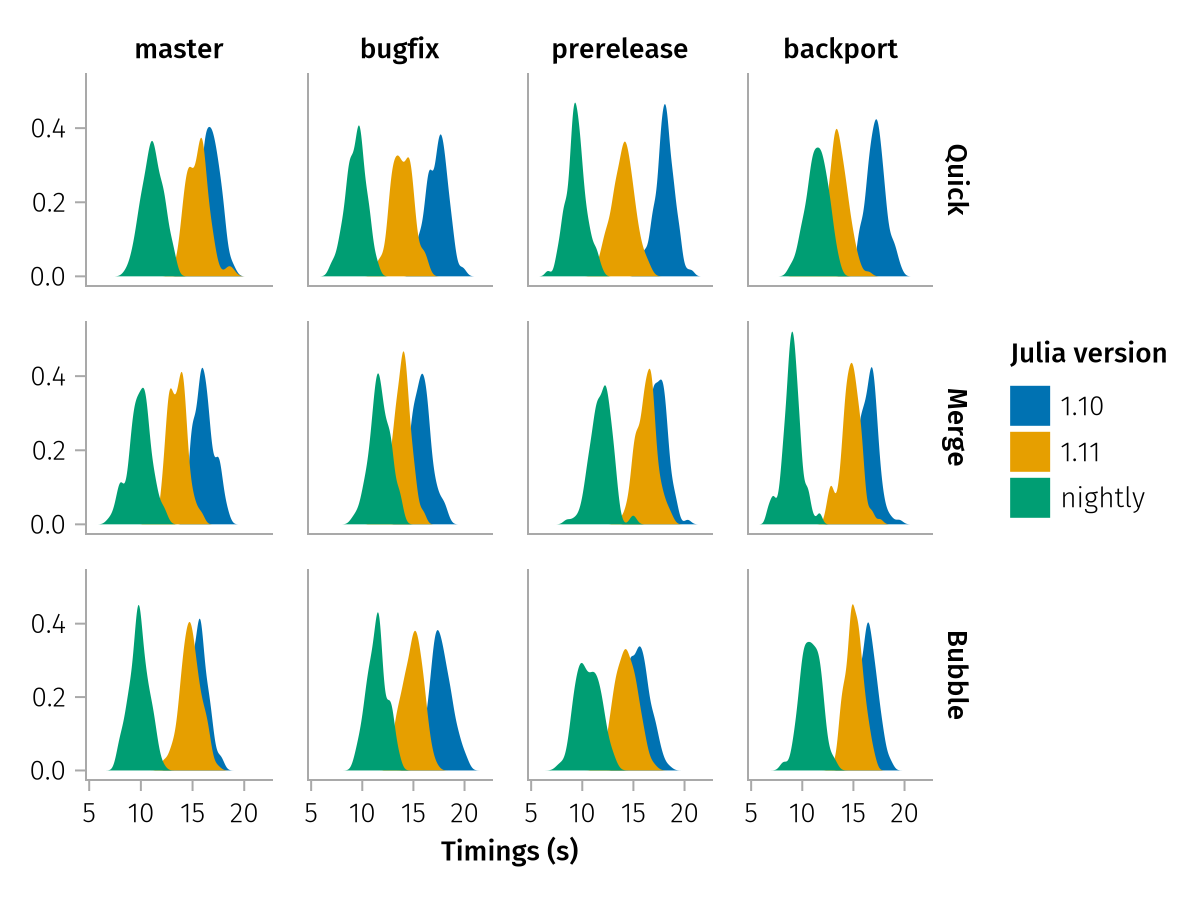 master bugfix prerelease backport
0.4
0.2
0.0
Quick
0.4
0.2
0.0
Merge
Julia version
1.10
1.11
nightly
0.4
0.2
0.0
Bubble
5 10 15 20 5 10 15 20 5 10 15 20 5 10 15 20
Timings (s)